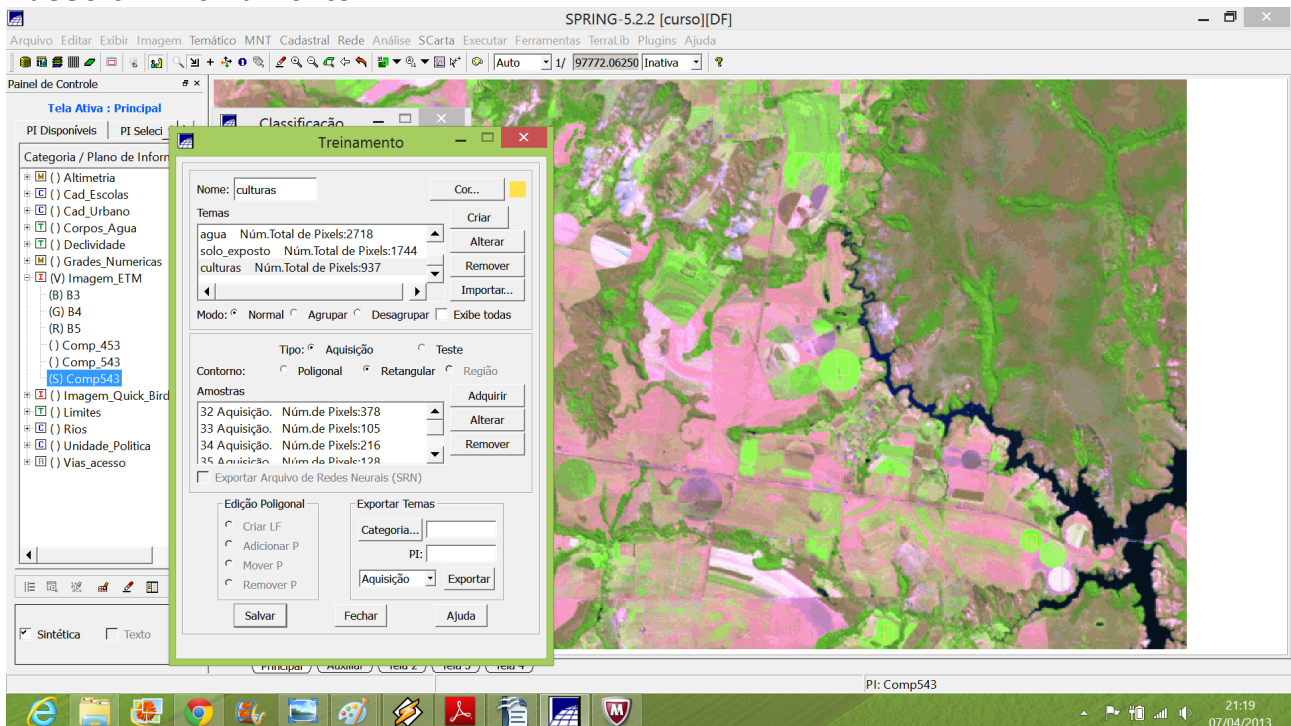 SPRING-5.2.2 [curso][DF]
Arquivo Editar Exibir Imagem Temático MNT Cadastral Rede Análise SCarta Executar Ferramentas TerraLib Plugins Ajuda
Auto 1/ 97772.06250 Inativa
Painel de Controle
Tela Ativa : Principal
PI Disponíveis PI Seleci
Categoria / Plano de Inform
( ) Altimetria
( ) Cad_Escolas
( ) Cad_Urbano
( ) Corpos_Agua
( ) Declividade
( ) Grades_Numericas
(V) Imagem_ETM
(B) B3
(G) B4
(R) B5
( ) Comp_453
( ) Comp_543
(S) Comp543
( ) Imagem_Quick_Bird
( ) Limites
( ) Rios
( ) Unidade_Politica
( ) Vias_acesso
Sintética Texto
Classificação
Treinamento
Nome: culturas Cor...
Temas
Criar
agua Núm.Total de Pixels:2718
solo_exposto Núm.Total de Pixels:1744
culturas Núm.Total de Pixels:937
Alterar
Remover
Importar...
Modo: Normal Agrupar Desagrupar Exibe todas
Tipo: Aquisição Teste
Contorno: Poligonal Retangular Região
Amostras
Adquirir
32 Aquisição. Núm.de Pixels:378
33 Aquisição. Núm.de Pixels:105
34 Aquisição. Núm.de Pixels:216
35 Aquisição. Núm.de Pixels:128
Alterar
Remover
Exportar Arquivo de Redes Neurais (SRN)
Edição Poligonal
Criar LF
Adicionar P
Mover P
Remover P
Exportar Temas
Categoria...
PI:
Aquisição Exportar
Salvar Fechar Ajuda
Principal Auxiliar Tela 2 Tela 3 Tela 4
PI: Comp543
21:19
07/04/2013